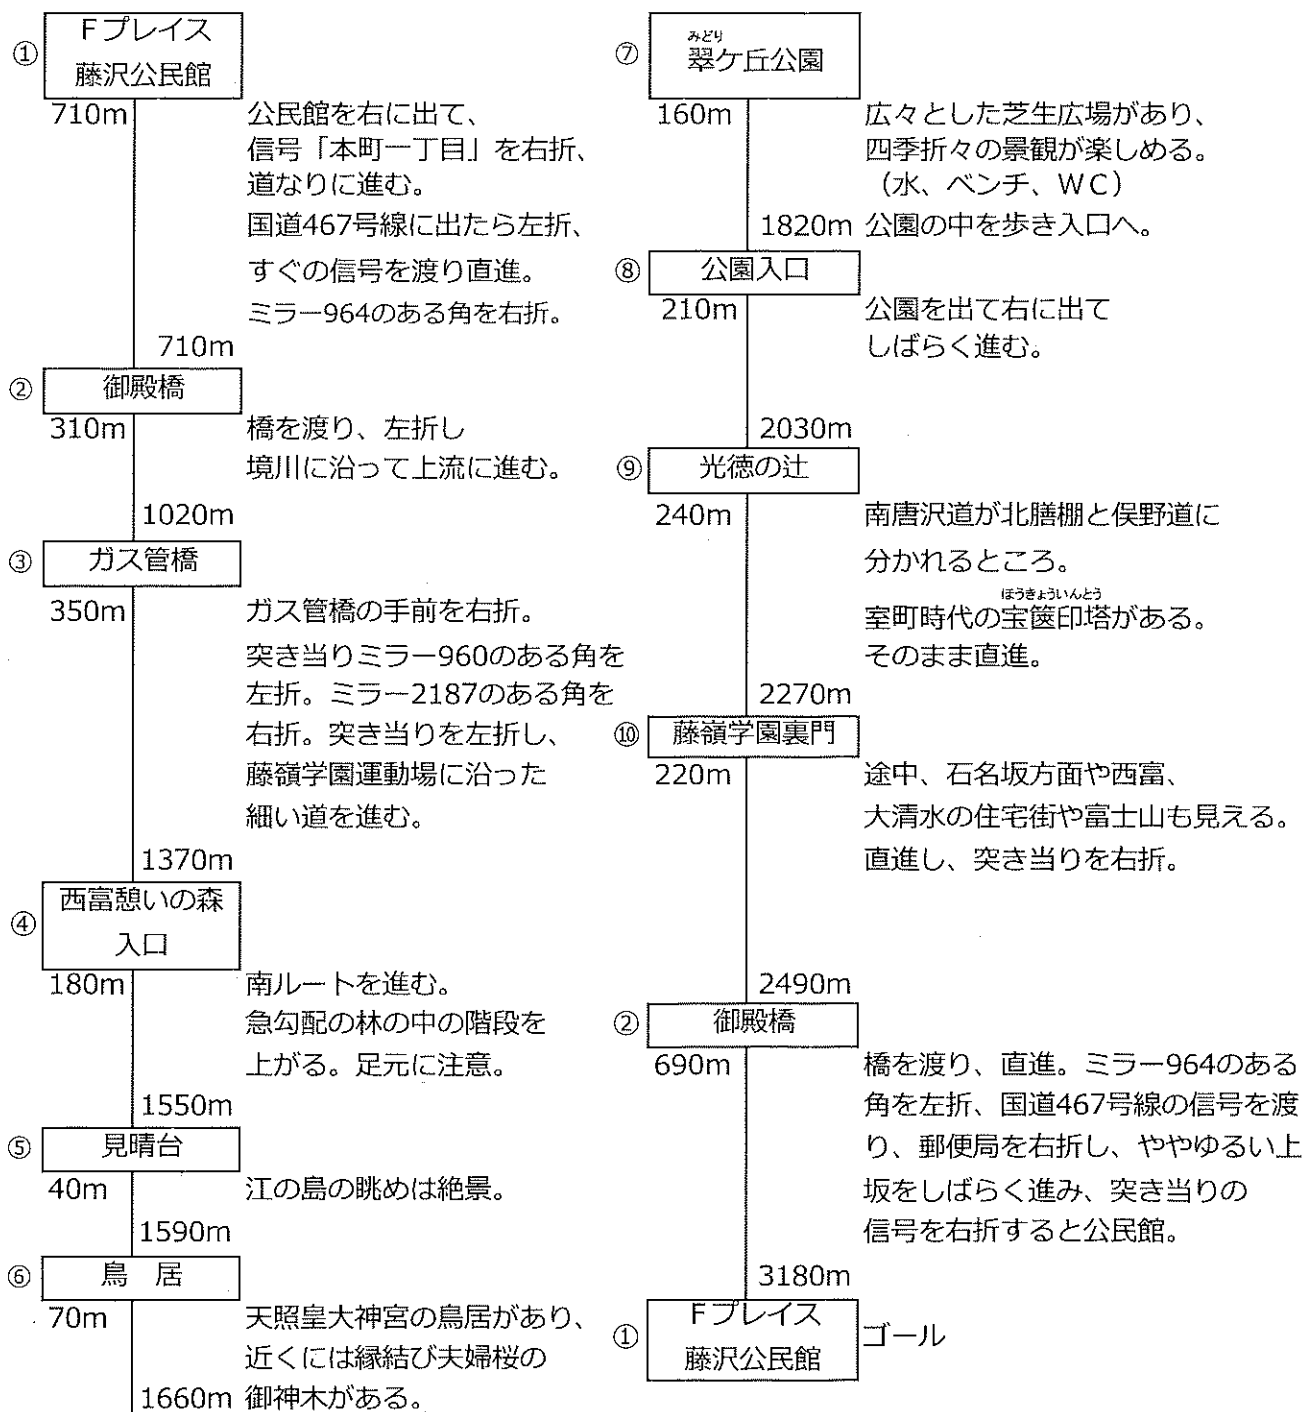 ①
Ｆプレイス
藤沢公民館
710m
公民館を右に出て、
信号「本町一丁目」を右折、
道なりに進む。
国道467号線に出たら左折、
すぐの信号を渡り直進。
ミラー964のある角を右折。
710m
②
御殿橋
310m
橋を渡り、左折し
境川に沿って上流に進む。
1020m
③
ガス管橋
350m
ガス管橋の手前を右折。
突き当りミラー960のある角を
左折。ミラー2187のある角を
右折。突き当りを左折し、
藤嶺学園運動場に沿った
細い道を進む。
1370m
④
西富憩いの森
入口
180m
南ルートを進む。
急勾配の林の中の階段を
上がる。足元に注意。
1550m
⑤
見晴台
40m
江の島の眺めは絶景。
1590m
⑥
鳥　居
70m
天照皇大神宮の鳥居があり、
近くには縁結び夫婦桜の
1660m 御神木がある。
⑦
みどり
翠ケ丘公園
160m
広々とした芝生広場があり、
四季折々の景観が楽しめる。
（水、ベンチ、ＷＣ）
1820m 公園の中を歩き入口へ。
⑧
公園入口
210m
公園を出て右に出て
しばらく進む。
2030m
⑨
光徳の辻
240m
南唐沢道が北膳棚と俣野道に
分かれるところ。
ほうきょういんとう
室町時代の宝篋印塔がある。
そのまま直進。
2270m
⑩
藤嶺学園裏門
220m
途中、石名坂方面や西富、
大清水の住宅街や富士山も見える。
直進し、突き当りを右折。
2490m
②
御殿橋
690m
橋を渡り、直進。ミラー964のある
角を左折、国道467号線の信号を渡
り、郵便局を右折し、ややゆるい上
坂をしばらく進み、突き当りの
信号を右折すると公民館。
3180m
①
Ｆプレイス
藤沢公民館
ゴール